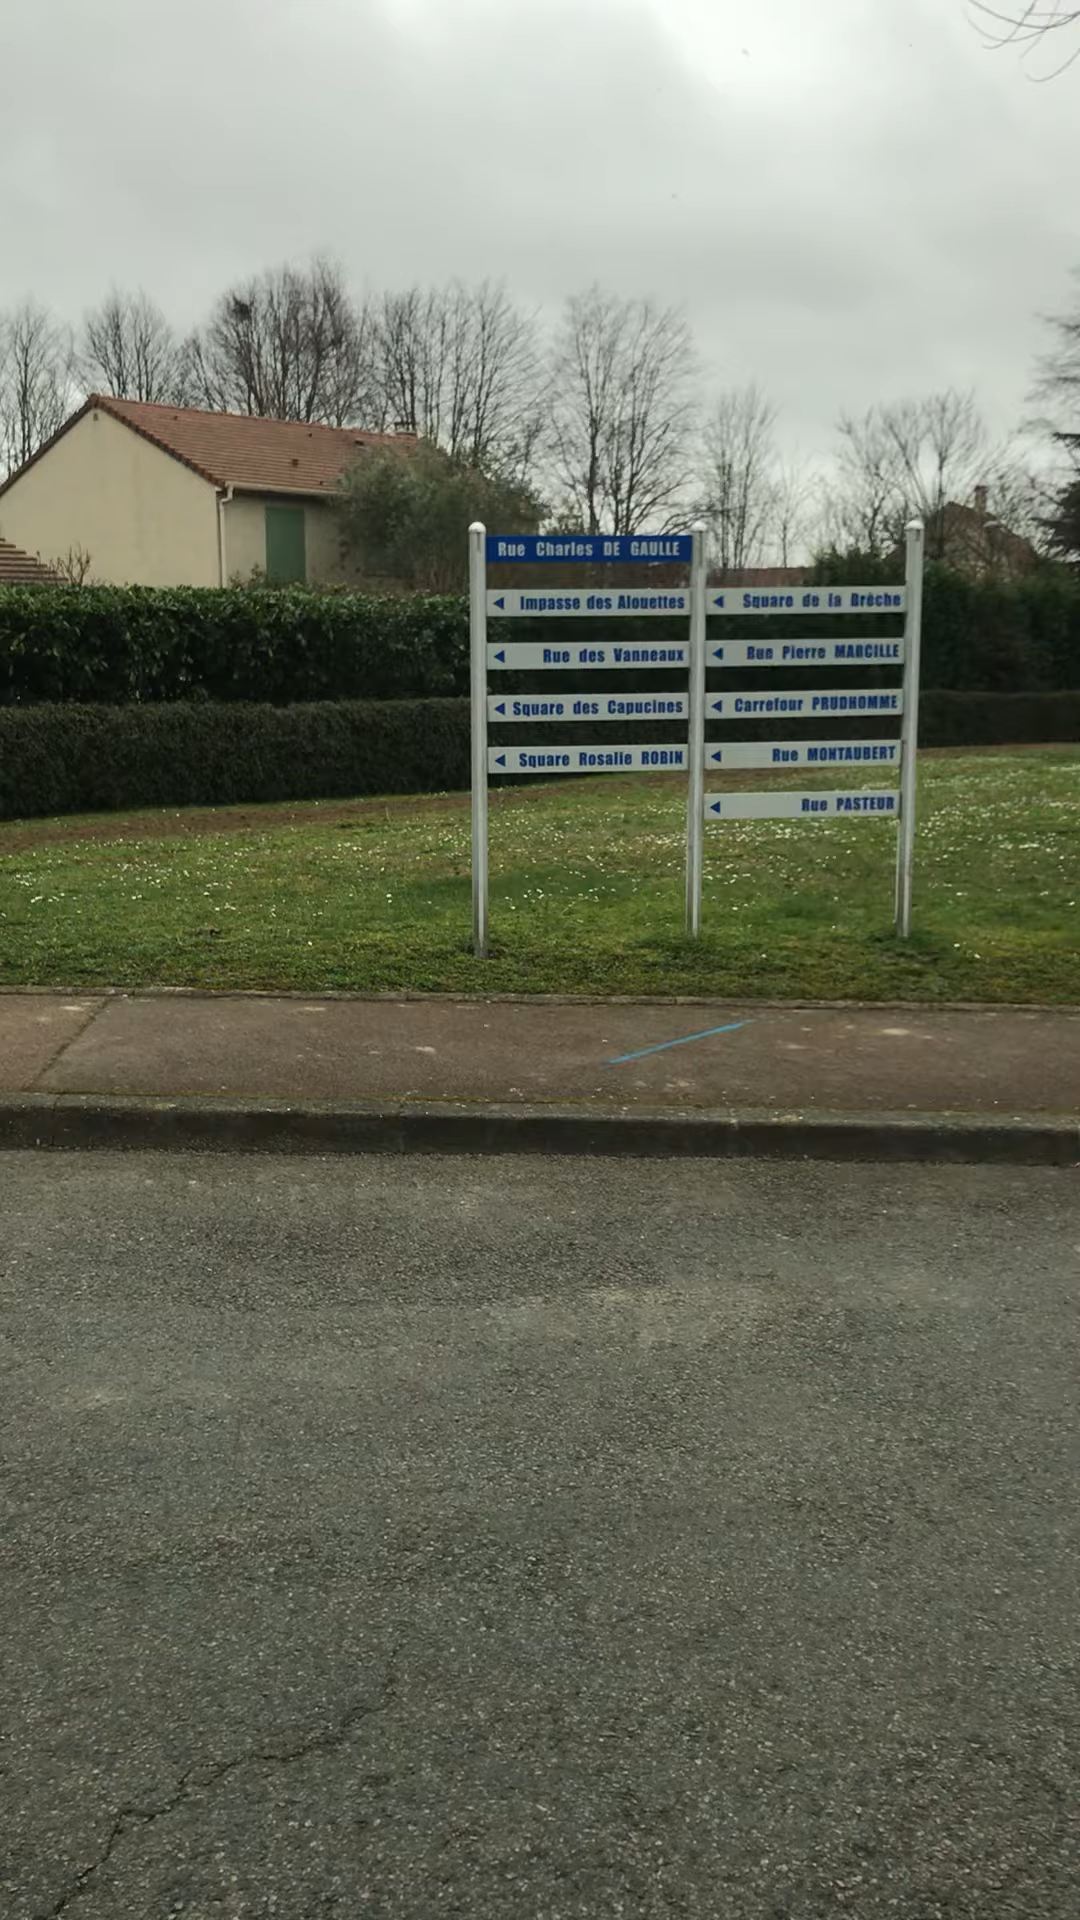 Rue Charles DE GAULLE
Impasse des Alouettes
Rue des Vanneaux
Square des Capucines
Square Rosalie ROBIN
Square de la Brèche
Rue Pierre MARCILLE
Carrefour PRUDHOMME
Rue MONTAUBERT
Rue PASTEUR